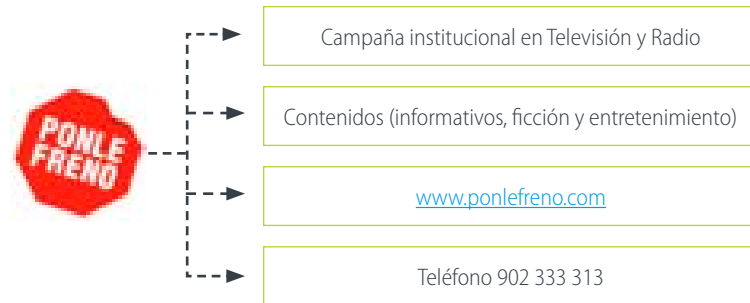 Campaña institucional en Televisión y Radio
Contenidos (informativos, ficción y entretenimiento)
PONLE
FRENO
www.ponlefreno.com
Teléfono 902 333 313